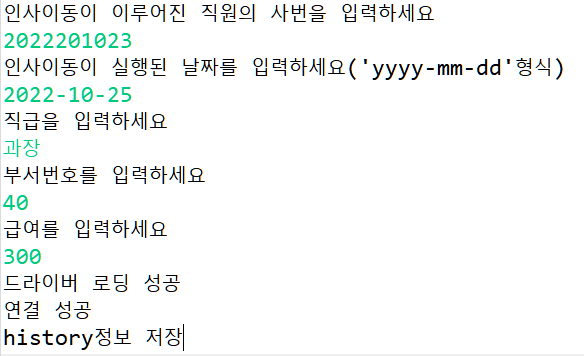 인사이동이 이루어진 직원의 사번을 입력하세요
2022201023
인사이동이 실행된 날짜를 입력하세요('yyyy-mm-dd'형식)
2022-10-25
직급을 입력하세요
과장
부서번호를 입력하세요
40
급여를 입력하세요
300
드라이버 로딩 성공
연결 성공
history정보 저장